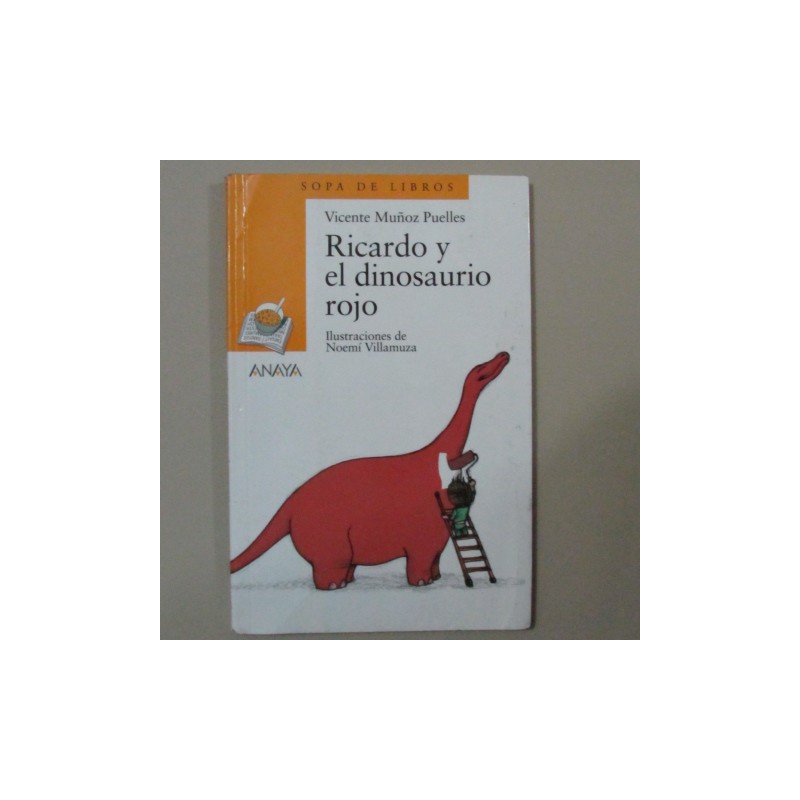 SOPA DE LIBROS
Vicente Muñoz Puelles
Ricardo y
el dinosaurio
rojo
Ilustraciones de
Noemí Villamuza
ANAYA